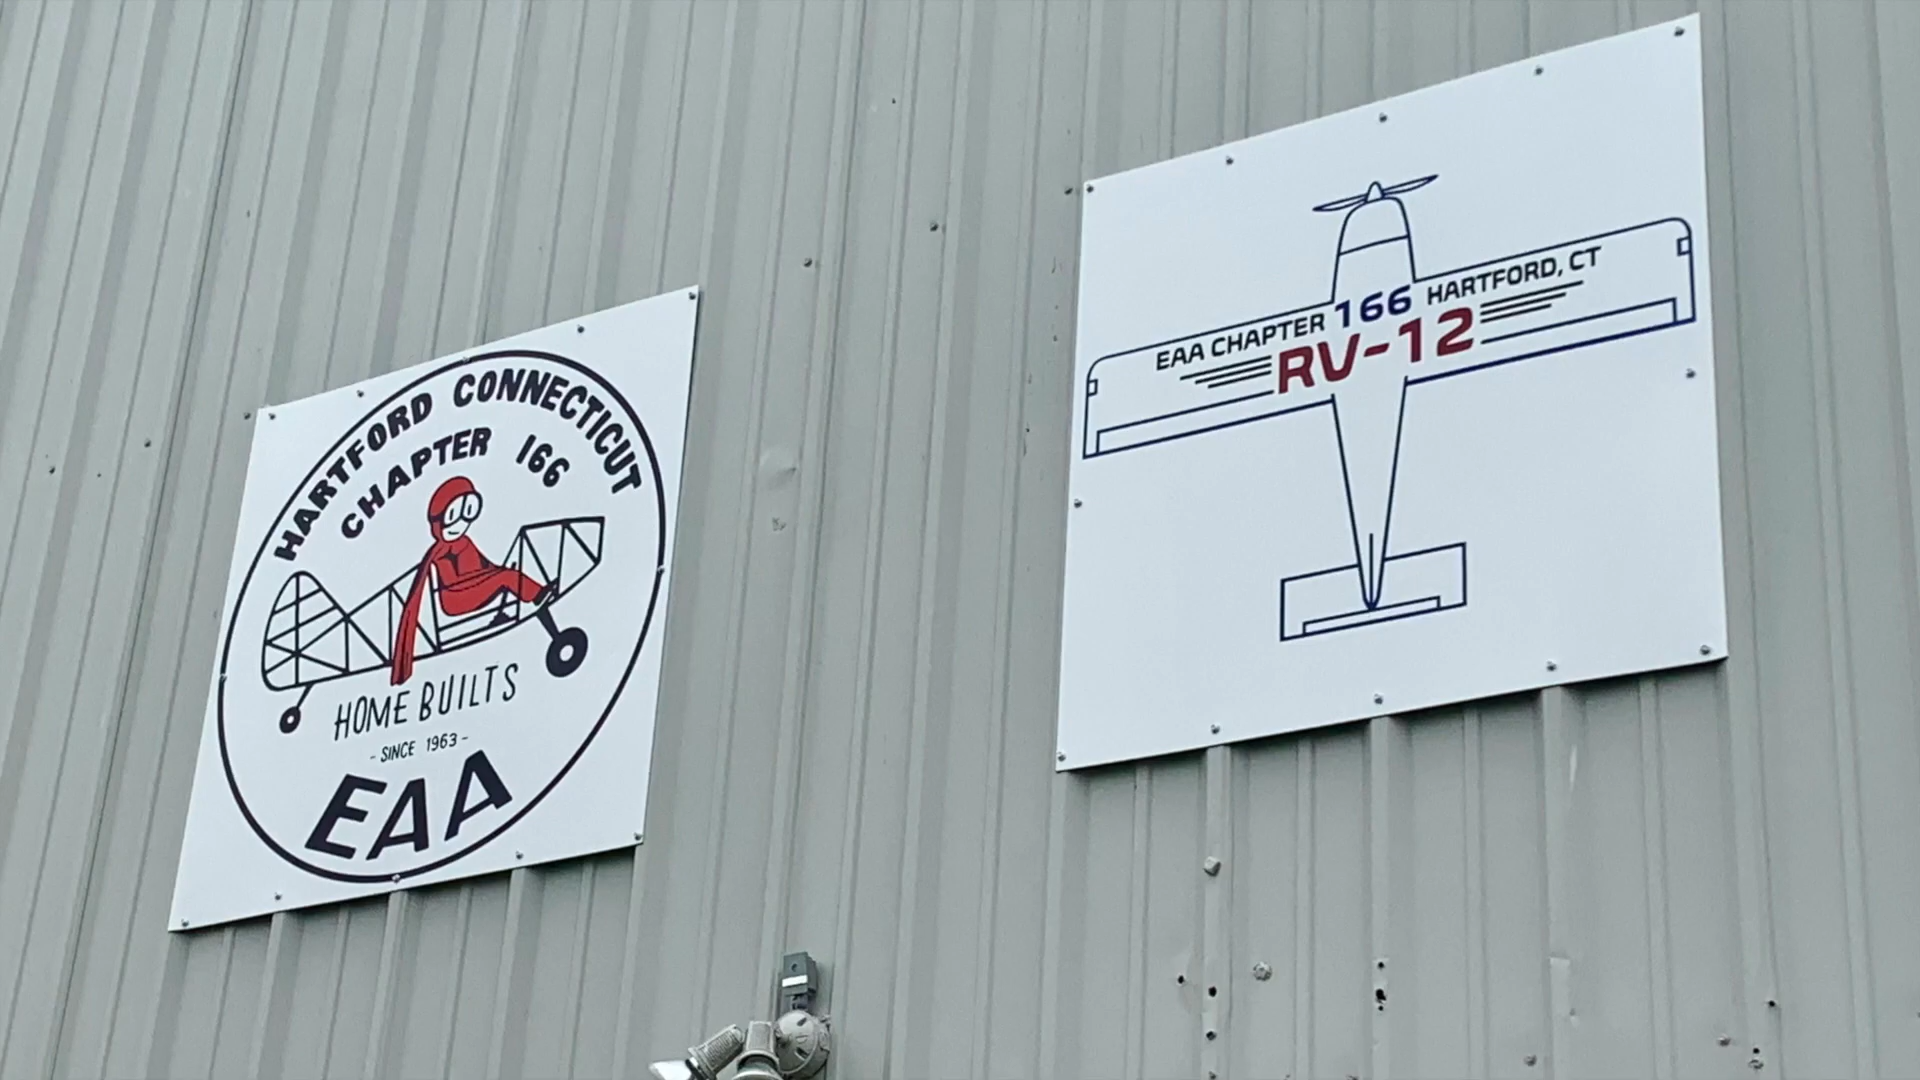 HARTFORD CONNECTICUT
CHAPTER 166
HOME BUILTS
- SINCE 1963 -
EAA
EAA CHAPTER 166 HARTFORD, CT
RV-12